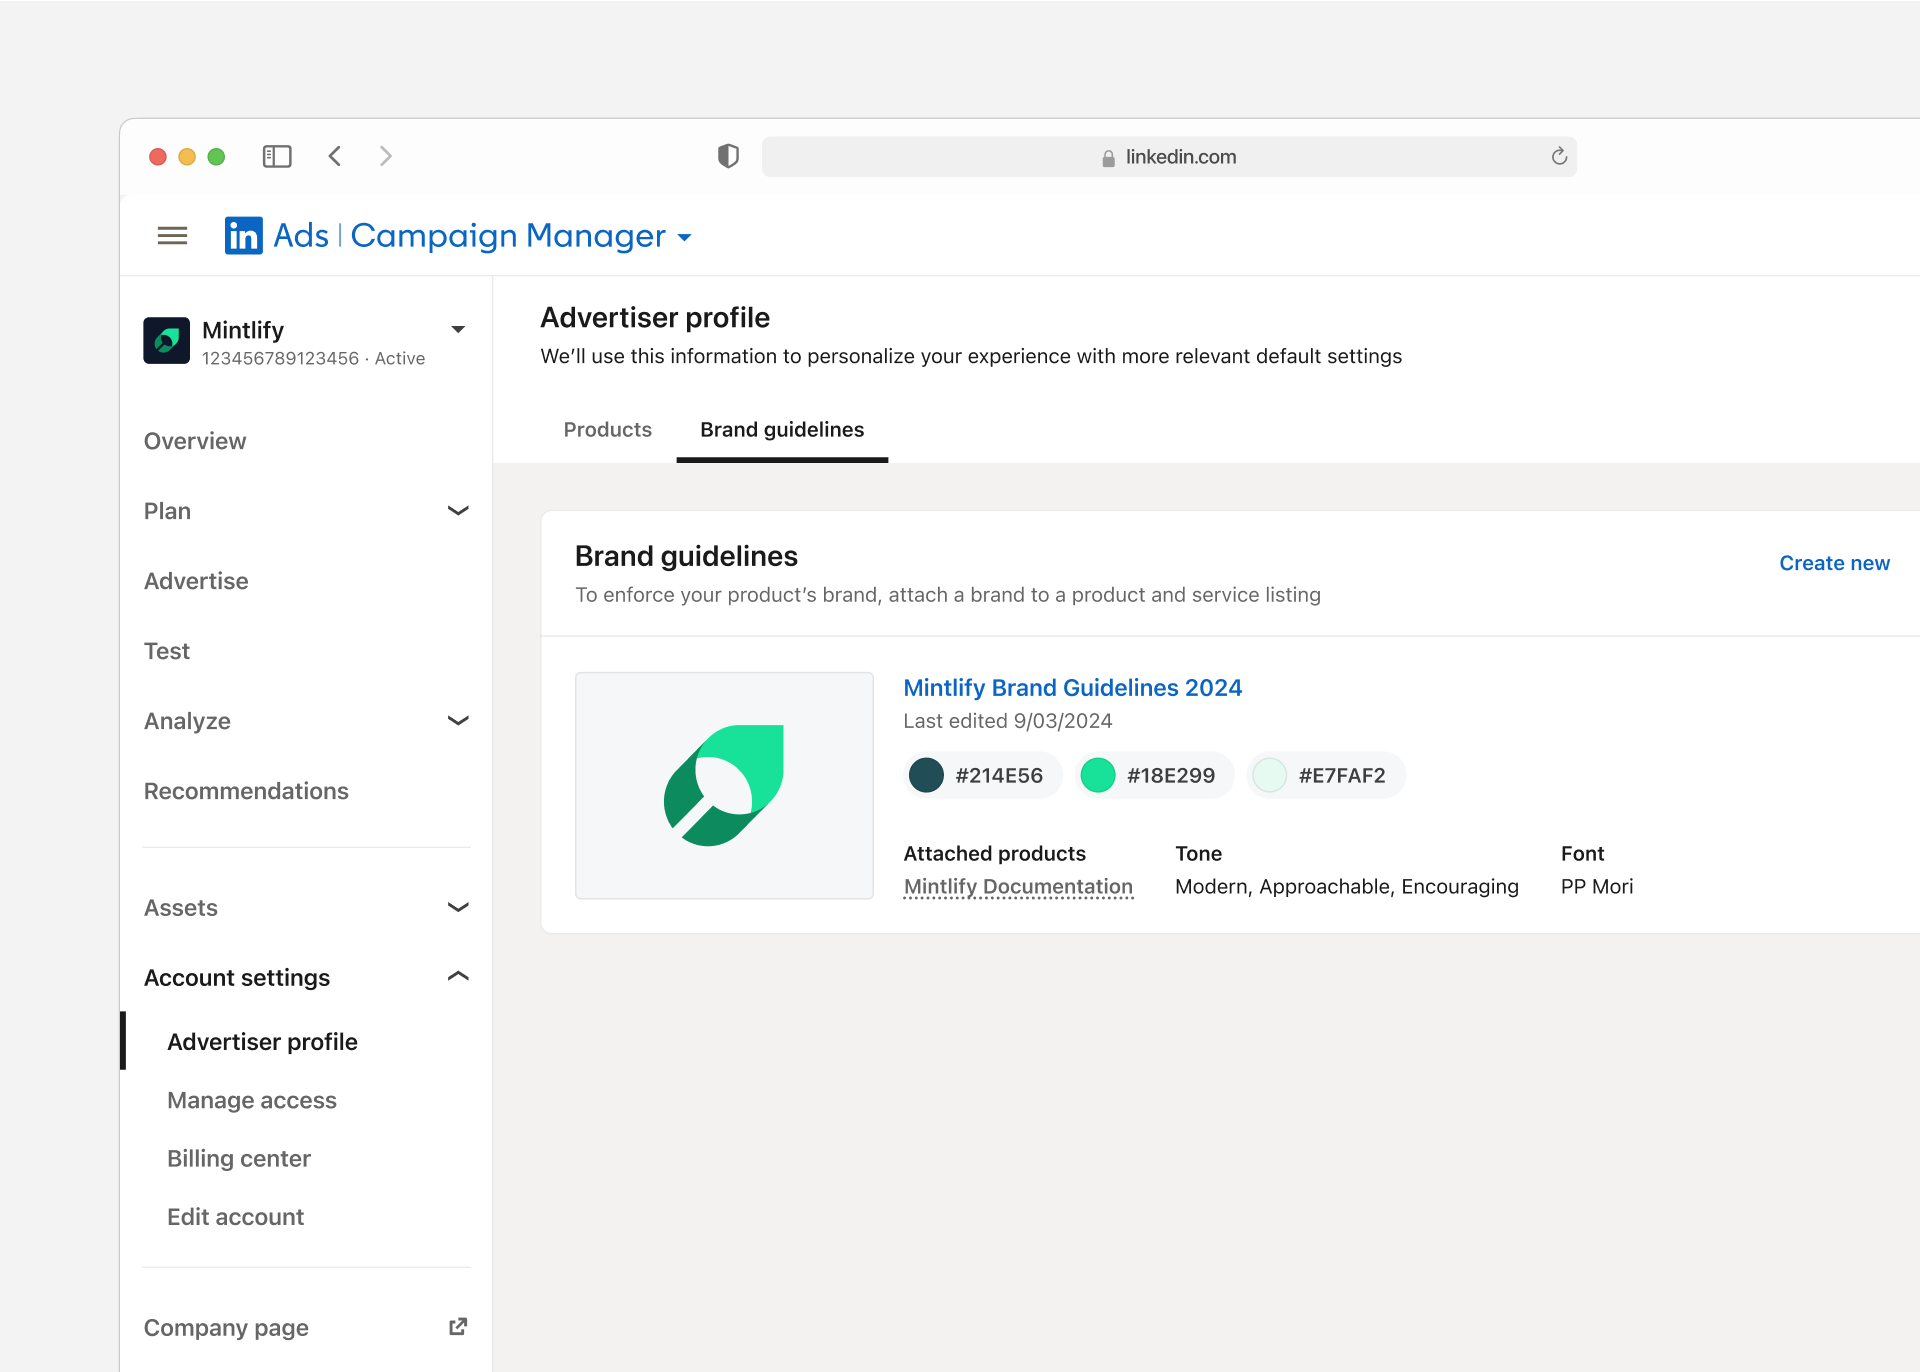 linkedin.com
in Ads | Campaign Manager
Mintlify
123456789123456 · Active
Overview
Plan
Advertise
Test
Analyze
Recommendations
Assets
Account settings
Advertiser profile
Manage access
Billing center
Edit account
Company page
Advertiser profile
We’ll use this information to personalize your experience with more relevant default settings
Products
Brand guidelines
Brand guidelines
To enforce your product’s brand, attach a brand to a product and service listing
Create new
Mintlify Brand Guidelines 2024
Last edited 9/03/2024
#214E56
#18E299
#E7FAF2
Attached products
Mintlify Documentation
Tone
Modern, Approachable, Encouraging
Font
PP Mori